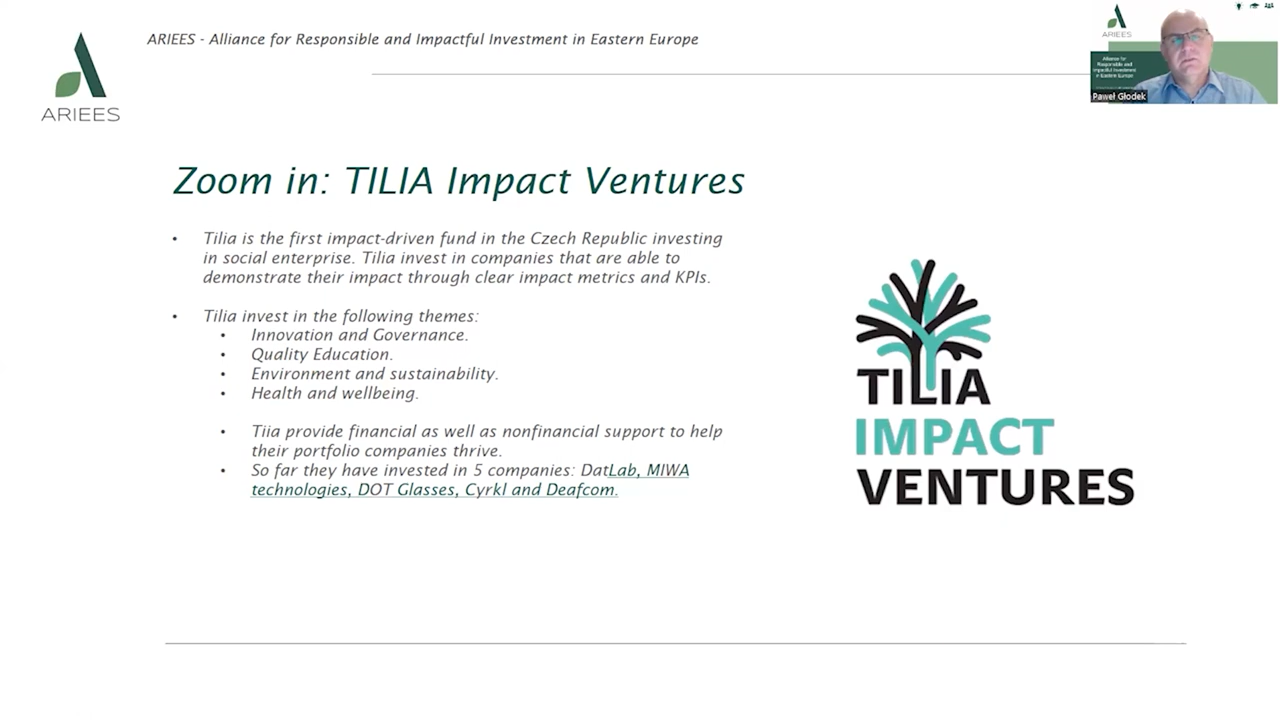 ARIEES - Alliance for Responsible and Impactful Investment in Eastern Europe
ARIEES
ARIEES
Alliance for
Responsible and
Impactful Investment
in Eastern Europe
Paweł Głodek
Zoom in: TILIA Impact Ventures
• Tilia is the first impact-driven fund in the Czech Republic investing
in social enterprise. Tilia invest in companies that are able to
demonstrate their impact through clear impact metrics and KPIs.
• Tilia invest in the following themes:
• Innovation and Governance.
• Quality Education.
• Environment and sustainability.
• Health and wellbeing.
• Tiia provide financial as well as nonfinancial support to help
their portfolio companies thrive.
• So far they have invested in 5 companies: DatLab, MIWA
technologies, DOT Glasses, Cyrkl and Deafcom.
TILIA
IMPACT
VENTURES